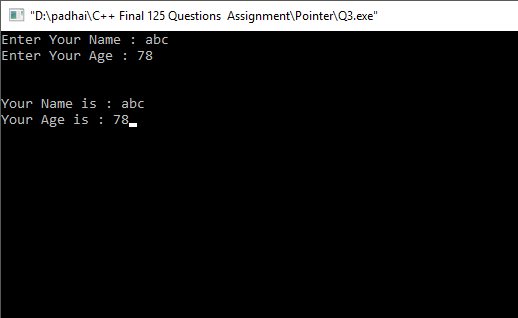 "D:\padhai\C++ Final 125 Questions  Assignment\Pointer\Q3.exe"
Enter Your Name : abc
Enter Your Age : 78
Your Name is : abc
Your Age is : 78